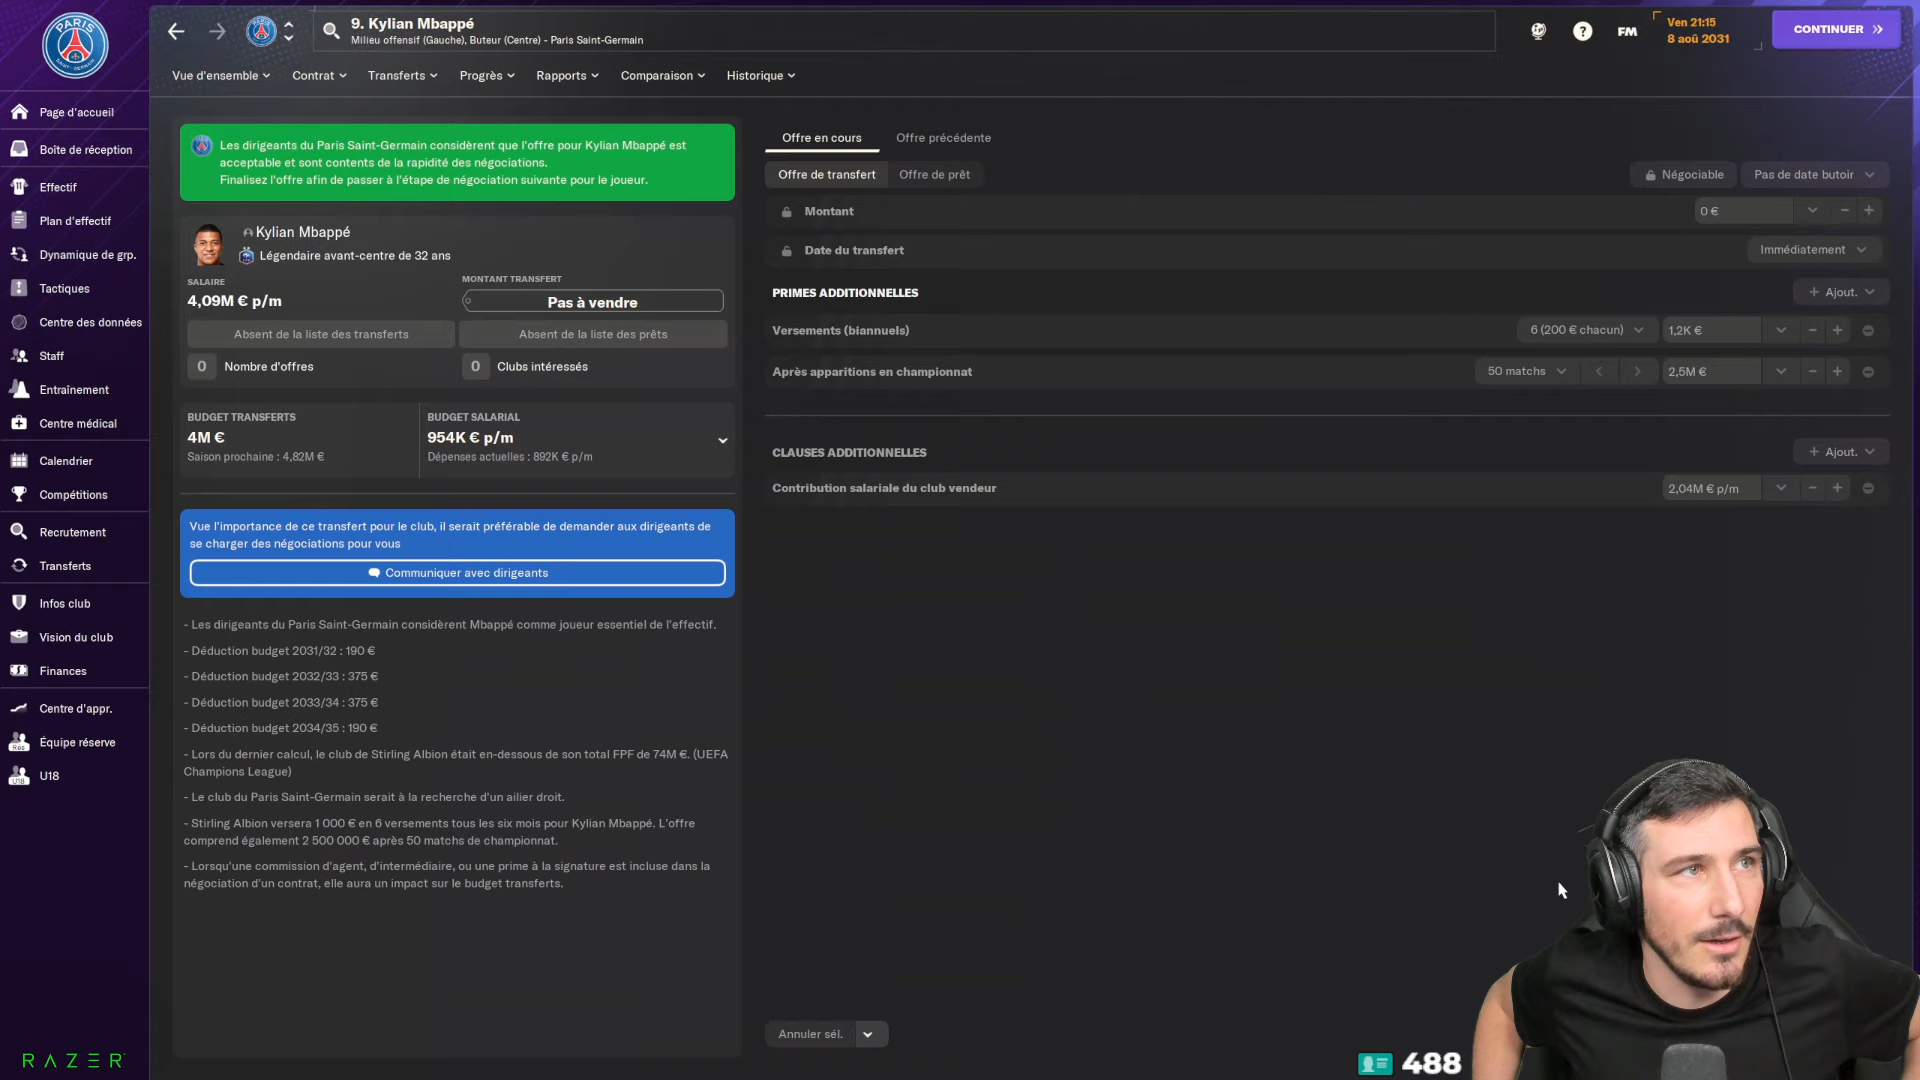 PARIS
SAINT-GERMAIN
9. Kylian Mbappé
Milieu offensif (Gauche), Buteur (Centre) - Paris Saint-Germain
?
FM
Ven 21:15
8 aoû 2031
CONTINUER
Vue d'ensemble
Contrat
Transferts
Progrès
Rapports
Comparaison
Historique
Page d'accueil
Boîte de réception
Effectif
Plan d'effectif
Dynamique de grp.
Tactiques
Centre des données
Staff
Entraînement
Centre médical
Calendrier
Compétitions
Recrutement
Transferts
Infos club
Vision du club
Finances
Centre d'appr.
Équipe réserve
U18
RAZER
Les dirigeants du Paris Saint-Germain considèrent que l'offre pour Kylian Mbappé est
acceptable et sont contents de la rapidité des négociations.
Finalisez l'offre afin de passer à l'étape de négociation suivante pour le joueur.
Kylian Mbappé
Légendaire avant-centre de 32 ans
SALAIRE
4,09M € p/m
MONTANT TRANSFERT
Pas à vendre
Absent de la liste des transferts
Absent de la liste des prêts
0 Nombre d'offres
0 Clubs intéressés
BUDGET TRANSFERTS
4M €
Saison prochaine : 4,82M €
BUDGET SALARIAL
954K € p/m
Dépenses actuelles : 892K € p/m
Vue l'importance de ce transfert pour le club, il serait préférable de demander aux dirigeants de
se charger des négociations pour vous
Communiquer avec dirigeants
- Les dirigeants du Paris Saint-Germain considèrent Mbappé comme joueur essentiel de l'effectif.
- Déduction budget 2031/32 : 190 €
- Déduction budget 2032/33 : 375 €
- Déduction budget 2033/34 : 375 €
- Déduction budget 2034/35 : 190 €
- Lors du dernier calcul, le club de Stirling Albion était en-dessous de son total FPF de 74M €. (UEFA
Champions League)
- Le club du Paris Saint-Germain serait à la recherche d'un ailier droit.
- Stirling Albion versera 1 000 € en 6 versements tous les six mois pour Kylian Mbappé. L'offre
comprend également 2 500 000 € après 50 matchs de championnat.
- Lorsqu'une commission d'agent, d'intermédiaire, ou une prime à la signature est incluse dans la
négociation d'un contrat, elle aura un impact sur le budget transferts.
Offre en cours
Offre précédente
Offre de transfert
Offre de prêt
Négociable
Pas de date butoir
Montant
0 €
Date du transfert
Immédiatement
PRIMES ADDITIONNELLES
+ Ajout.
Versements (biannuels)
6 (200 € chacun)
1,2K €
Après apparitions en championnat
50 matchs
2,5M €
CLAUSES ADDITIONNELLES
+ Ajout.
Contribution salariale du club vendeur
2,04M € p/m
Annuler sél.
488